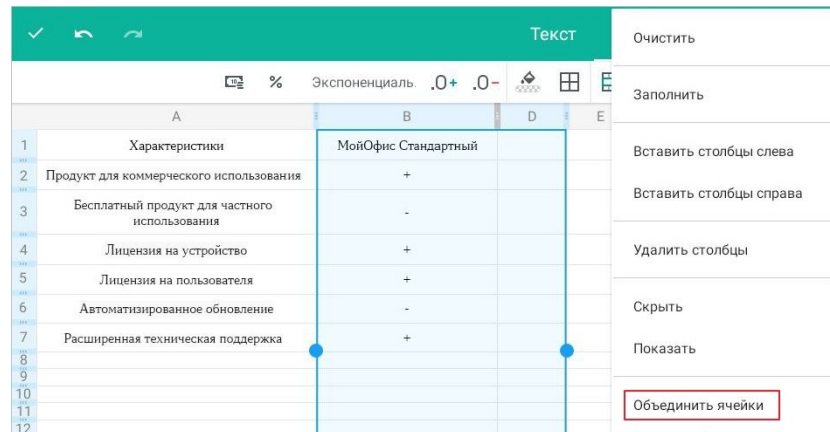 Текст
% Экспоненциаль. .0+ .0-
A B D E
1 Характеристики МойОфис Стандартный
2 Продукт для коммерческого использования +
3 Бесплатный продукт для частного
использования -
4 Лицензия на устройство +
5 Лицензия на пользователя +
6 Автоматизированное обновление -
7 Расширенная техническая поддержка +
8
9
10
11
12
Очистить
Заполнить
Вставить столбцы слева
Вставить столбцы справа
Удалить столбцы
Скрыть
Показать
Объединить ячейки